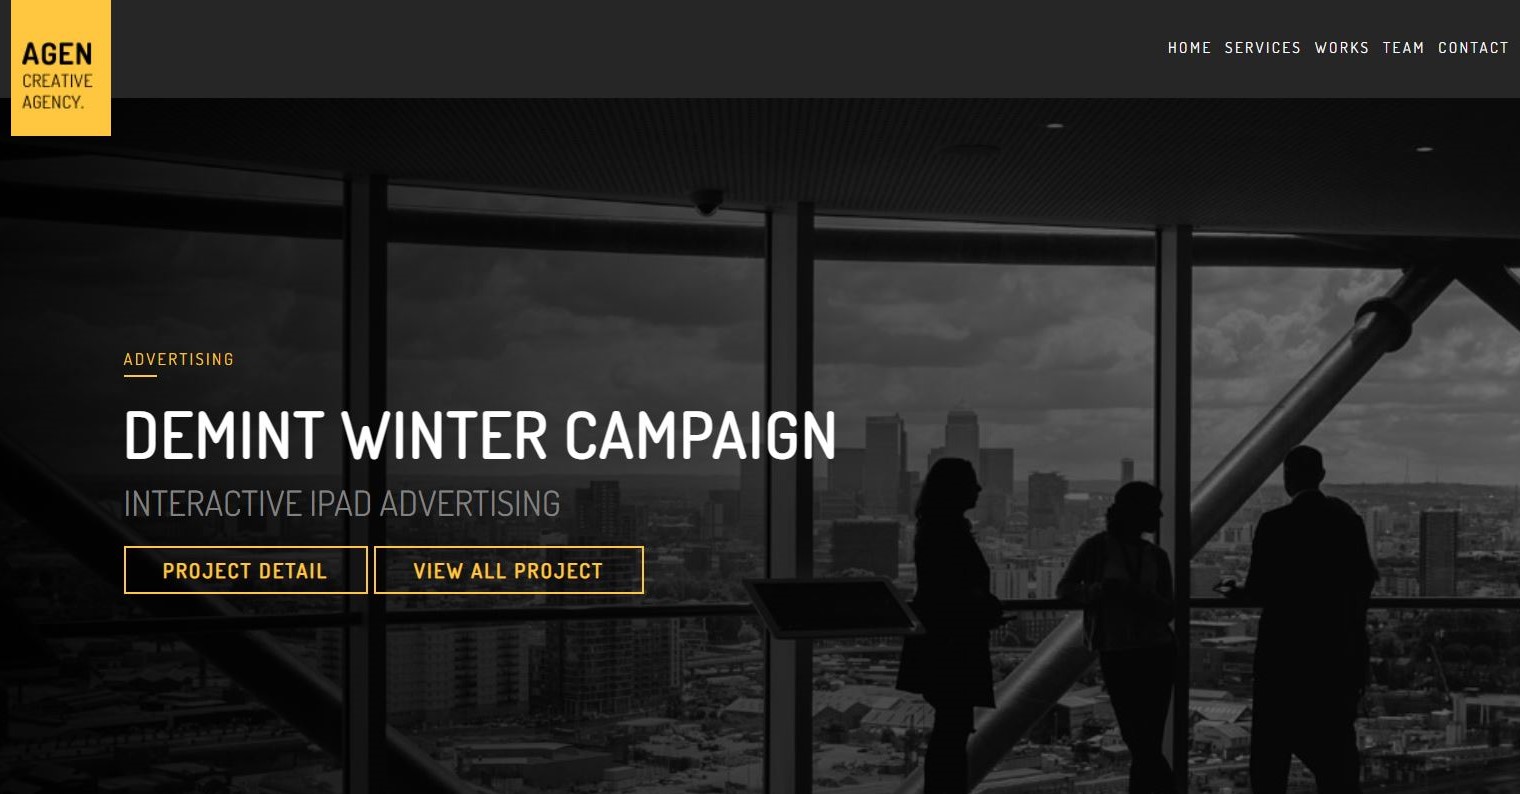 AGEN
CREATIVE
AGENCY.
HOME SERVICES WORKS TEAM CONTACT
ADVERTISING
DEMINT WINTER CAMPAIGN
INTERACTIVE IPAD ADVERTISING
PROJECT DETAIL VIEW ALL PROJECT